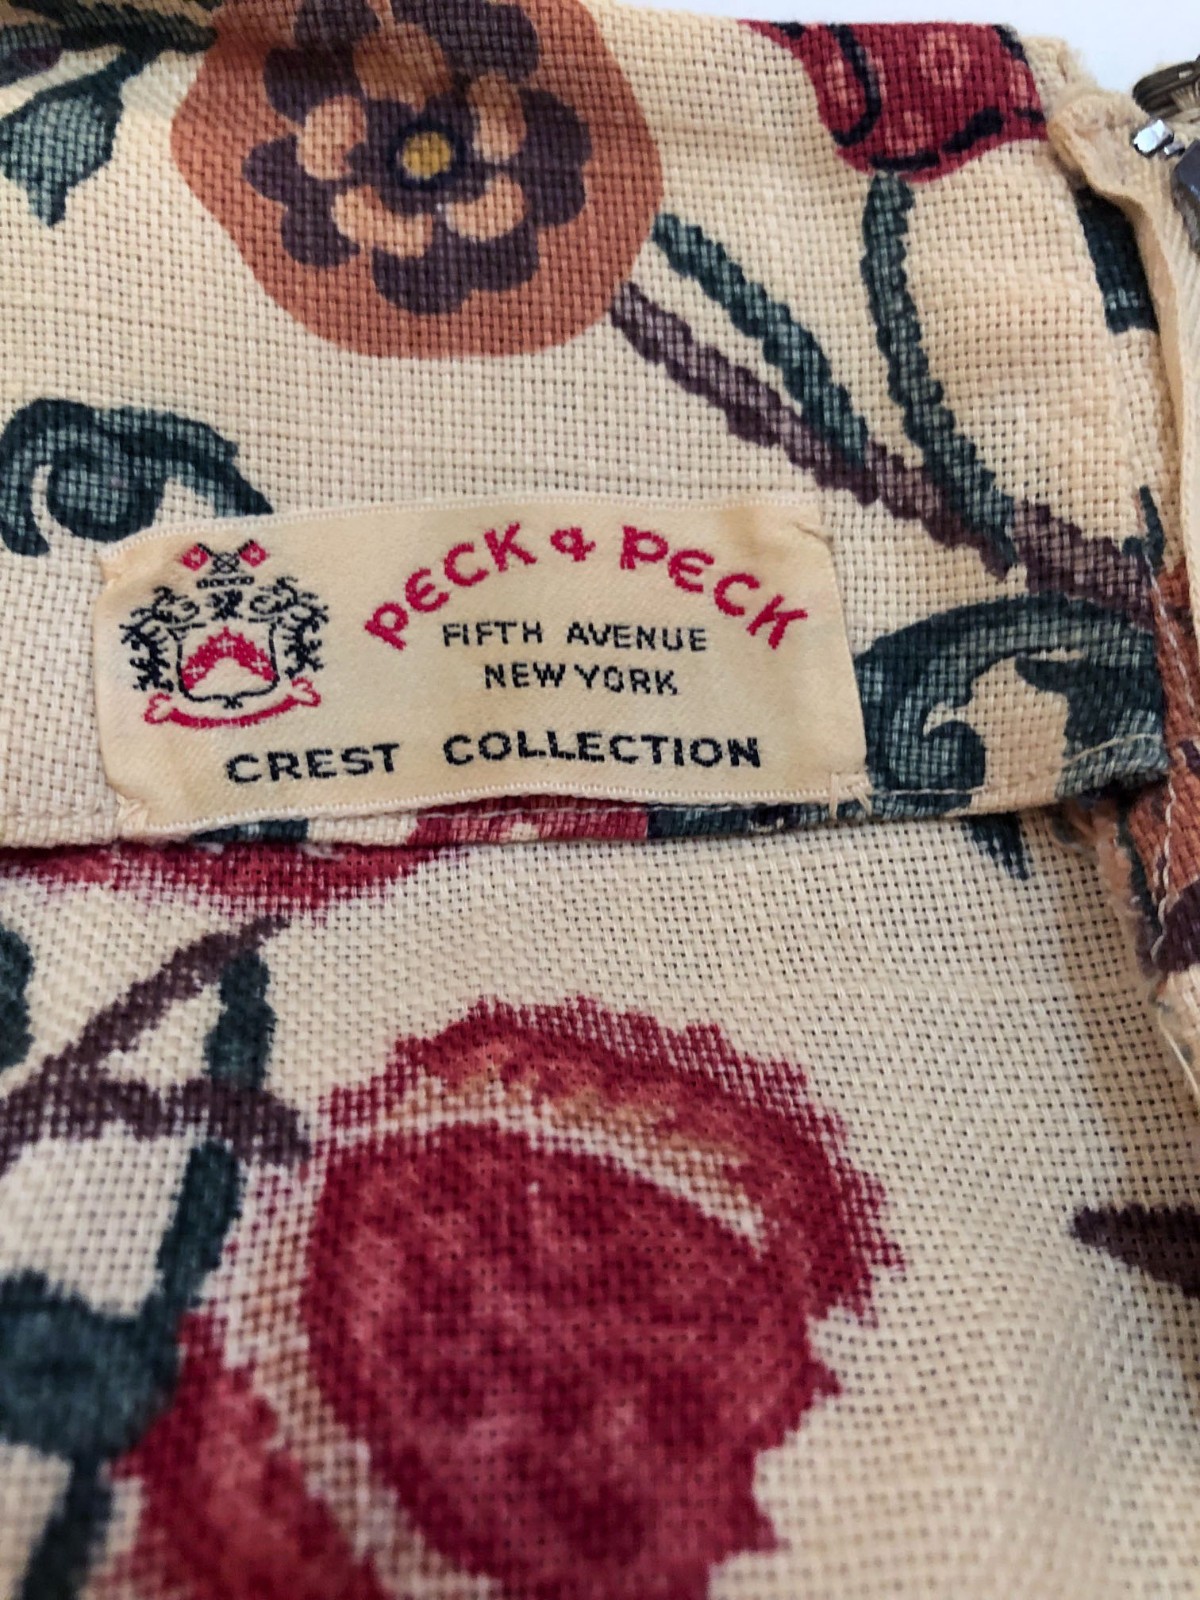 PECK & PECK
FIFTH AVENUE
NEW YORK
CREST COLLECTION